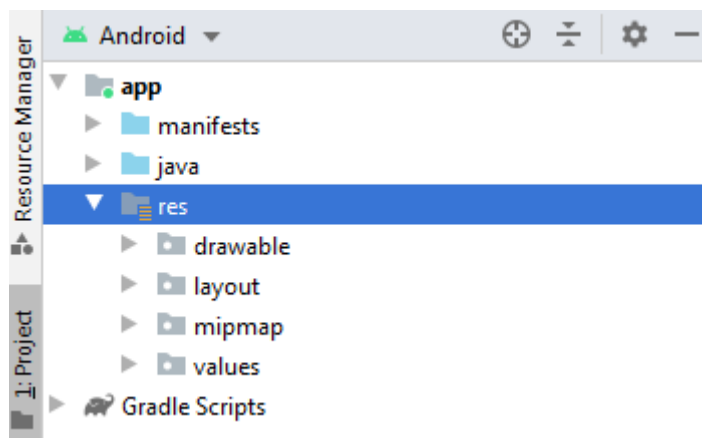 Android
app
manifests
java
res
drawable
layout
mipmap
values
Gradle Scripts
Resource Manager
1: Project